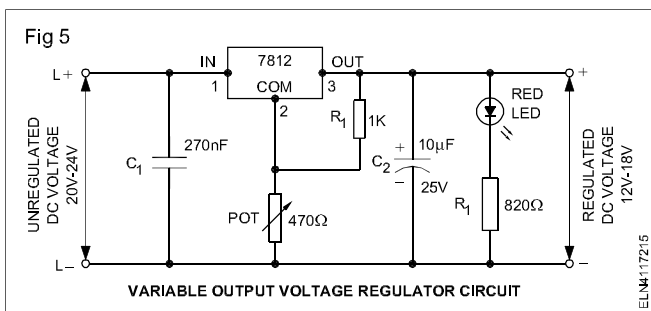 Fig 5
L+
IN
7812
OUT
1
COM
3
2
+
RED
LED
R1
1K
270nF
C1
+
10µF
C2
−
25V
UNREGULATED
DC VOLTAGE
20V-24V
POT
470Ω
R1
820Ω
REGULATED
DC VOLTAGE
12V-18V
L−
−
VARIABLE OUTPUT VOLTAGE REGULATOR CIRCUIT
ELN4117215